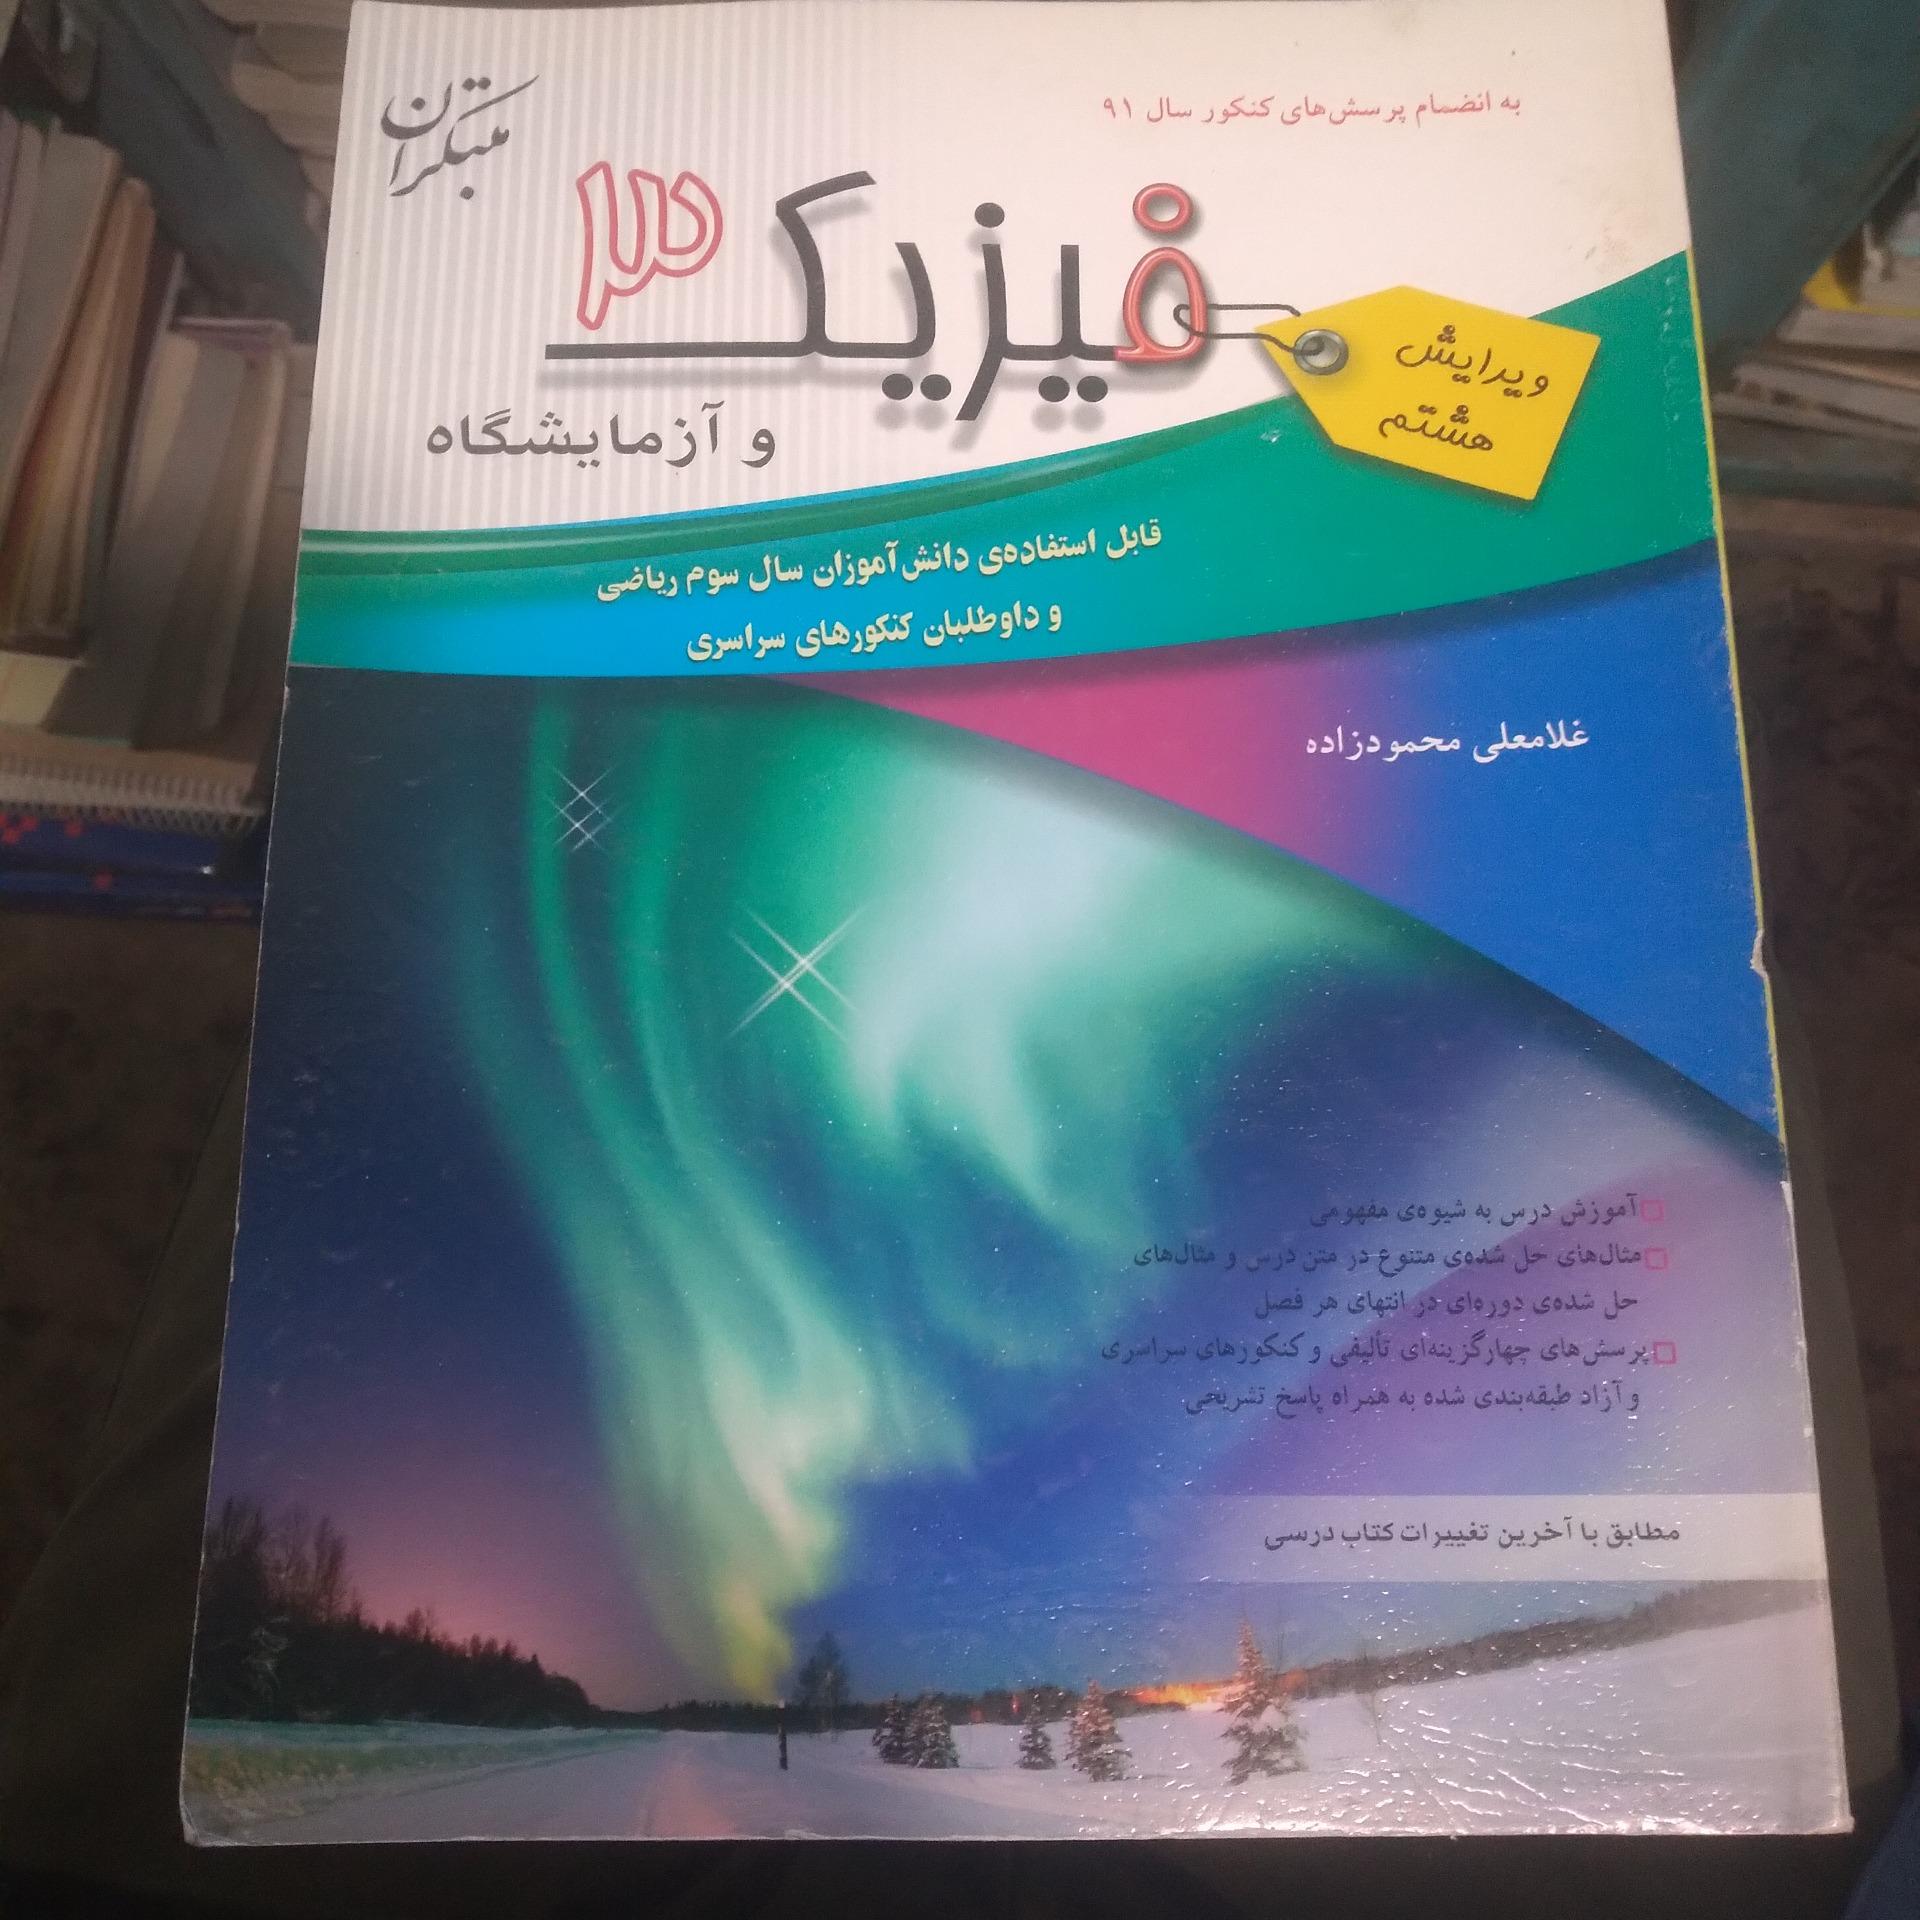 به انضمام پرسش‌های کنکور سال ۹۱
مبتکران
فیزیک ۳
و آزمایشگاه
ویرایش
هشتم
قابل استفاده‌ی دانش‌آموزان سال سوم ریاضی
و داوطلبان کنکورهای سراسری
غلامعلی محمودزاده
آموزش درس به شیوه‌ی مفهومی
مثال‌های حل شده‌ی متنوع در متن درس و مثال‌های
حل شده‌ی دوره‌ای در انتهای هر فصل
پرسش‌های چهارگزینه‌ای تألیفی و کنکورهای سراسری
و آزاد طبقه‌بندی شده به همراه پاسخ تشریحی
مطابق با آخرین تغییرات کتاب درسی